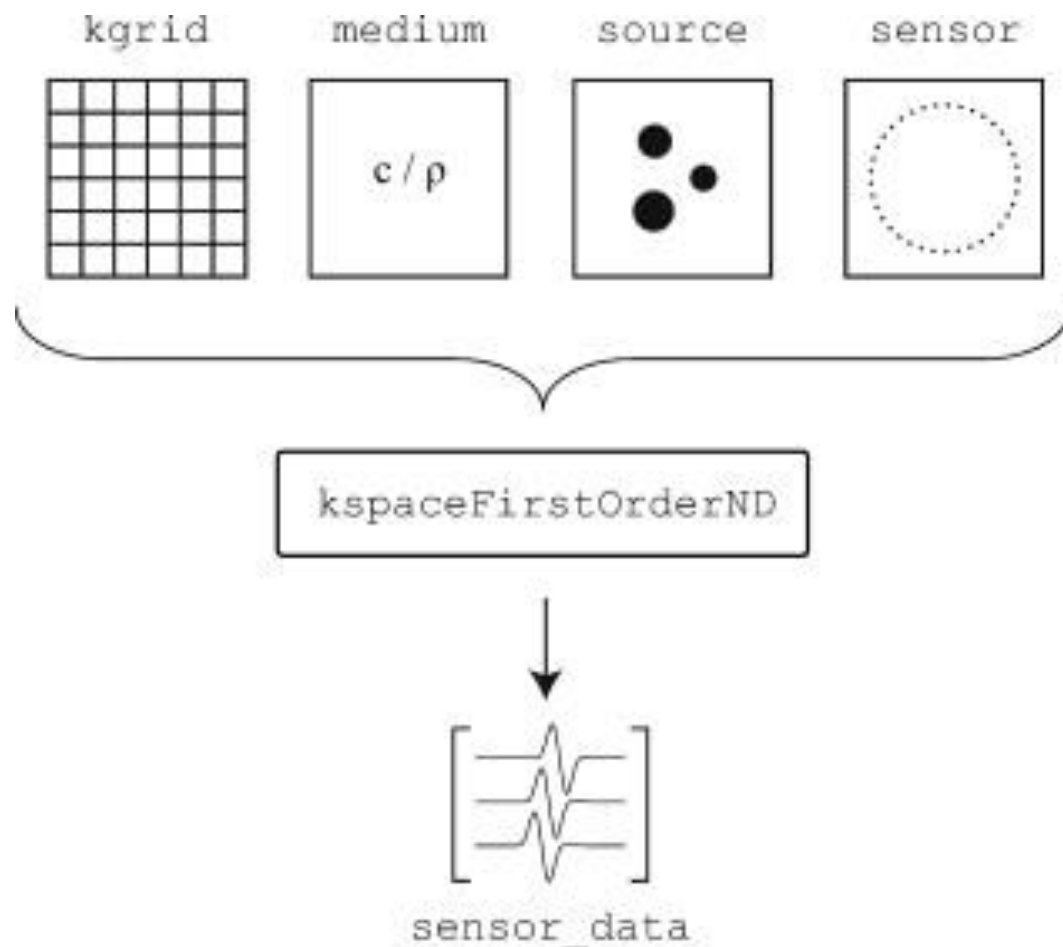 kgrid medium source sensor
c / ρ
kspaceFirstOrderND
sensor_data